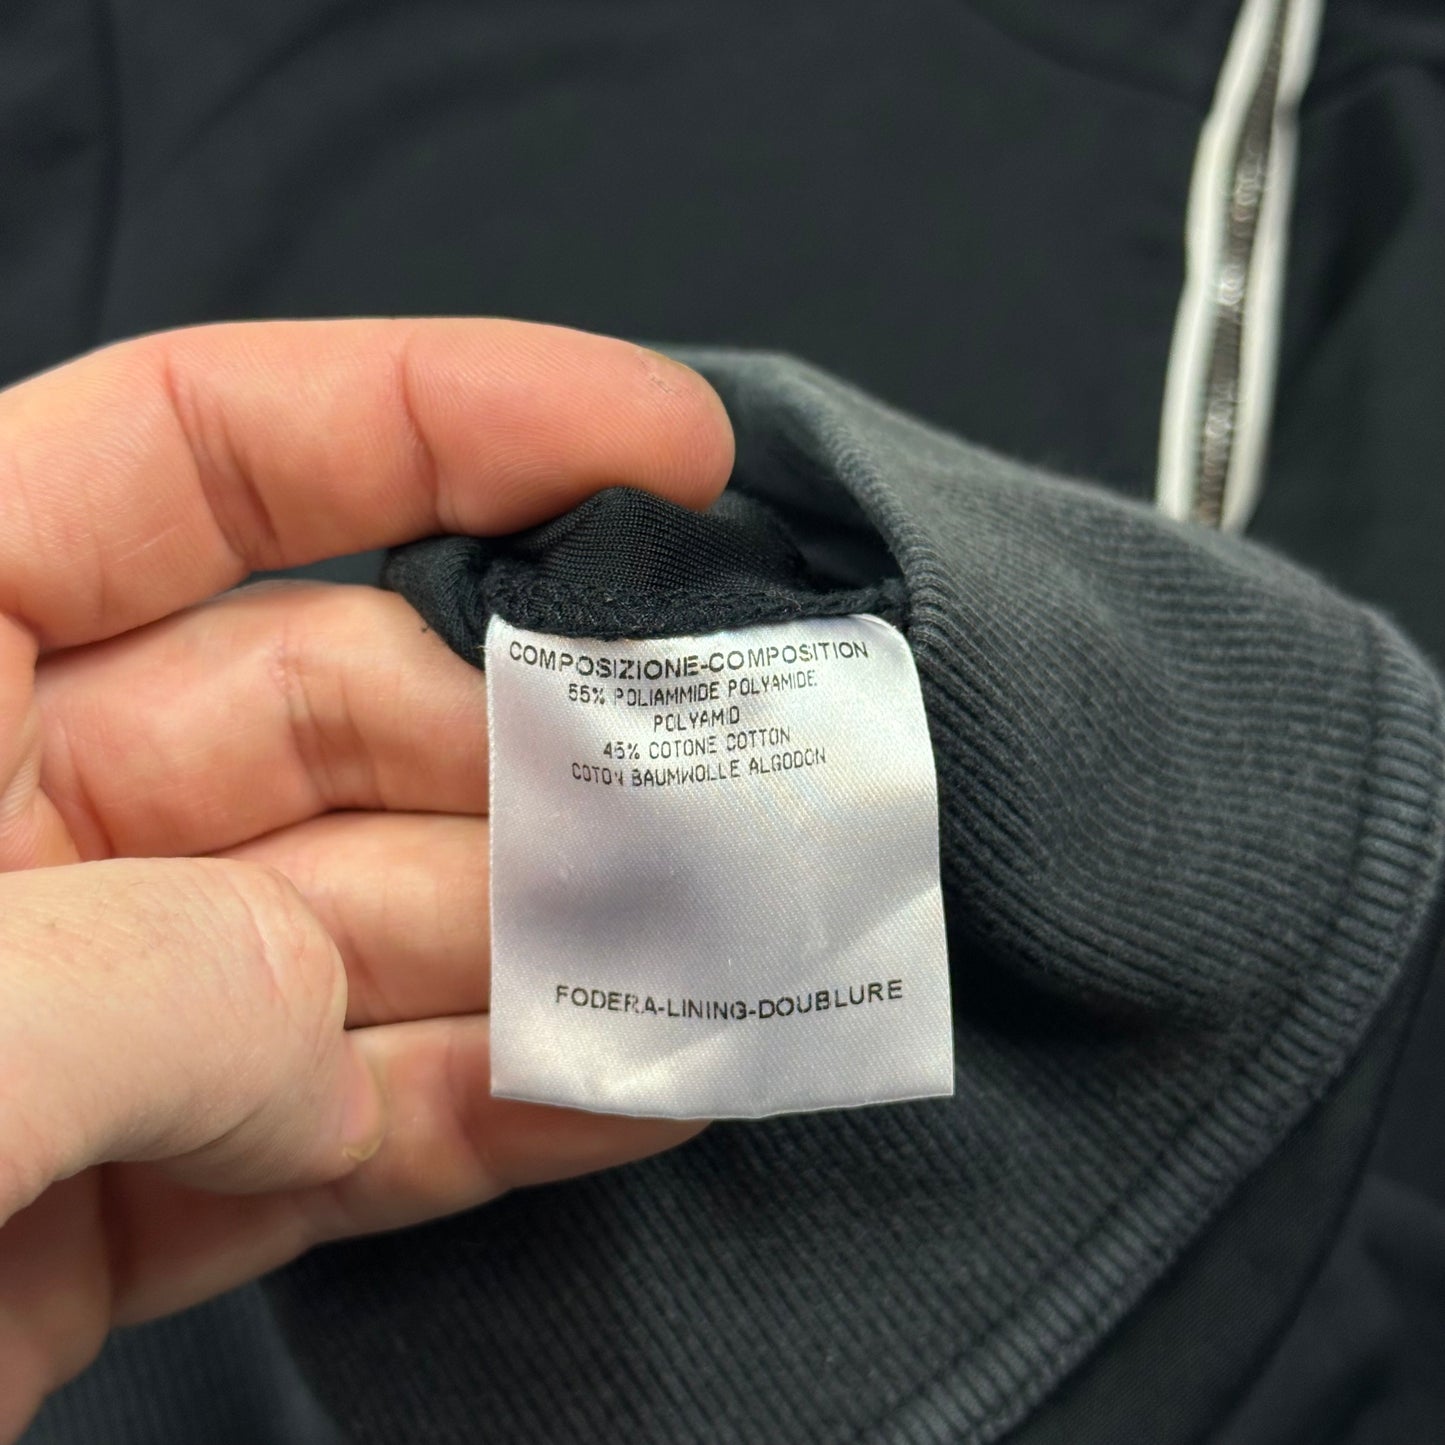 COMPOSIZIONE-COMPOSITION
55% POLIAMMIDE POLYAMIDE
POLYAMID
45% COTONE COTTON
COTON BAUMWOLLE ALGODON
FODERA-LINING-DOUBLURE